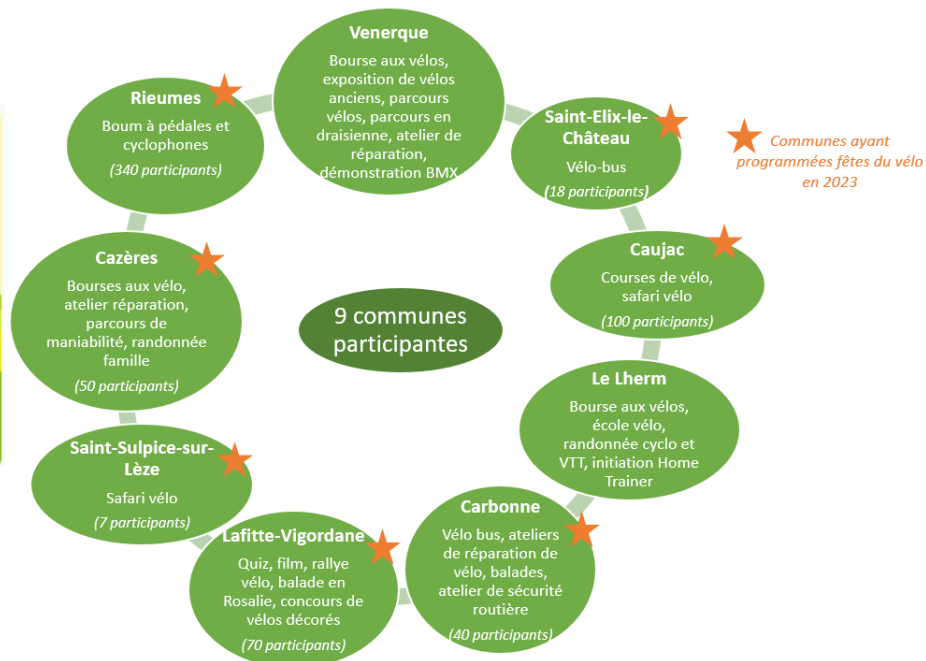 Venerque
Bourse aux vélos,
exposition de vélos
anciens, parcours
vélos, parcours en
draisienne, atelier de
réparation,
démonstration BMX
Saint-Elix-le-
Château
Vélo-bus
(18 participants)
Communes ayant
programmées fêtes du vélo
en 2023
Caujac
Courses de vélo,
safari vélo
(100 participants)
Le Lherm
Bourse aux vélos,
école vélo,
randonnée cyclo et
VTT, initiation Home
Trainer
Carbonne
Vélo bus, ateliers
de réparation de
vélo, balades,
atelier de sécurité
routière
(40 participants)
Lafitte-Vigordane
Quiz, film, rallye
vélo, balade en
Rosalie, concours de
vélos décorés
(70 participants)
Saint-Sulpice-sur-
Lèze
Safari vélo
(7 participants)
Cazères
Bourses aux vélo,
atelier réparation,
parcours de
maniabilité, randonnée
famille
(50 participants)
Rieumes
Boum à pédales et
cyclophones
(340 participants)
9 communes
participantes